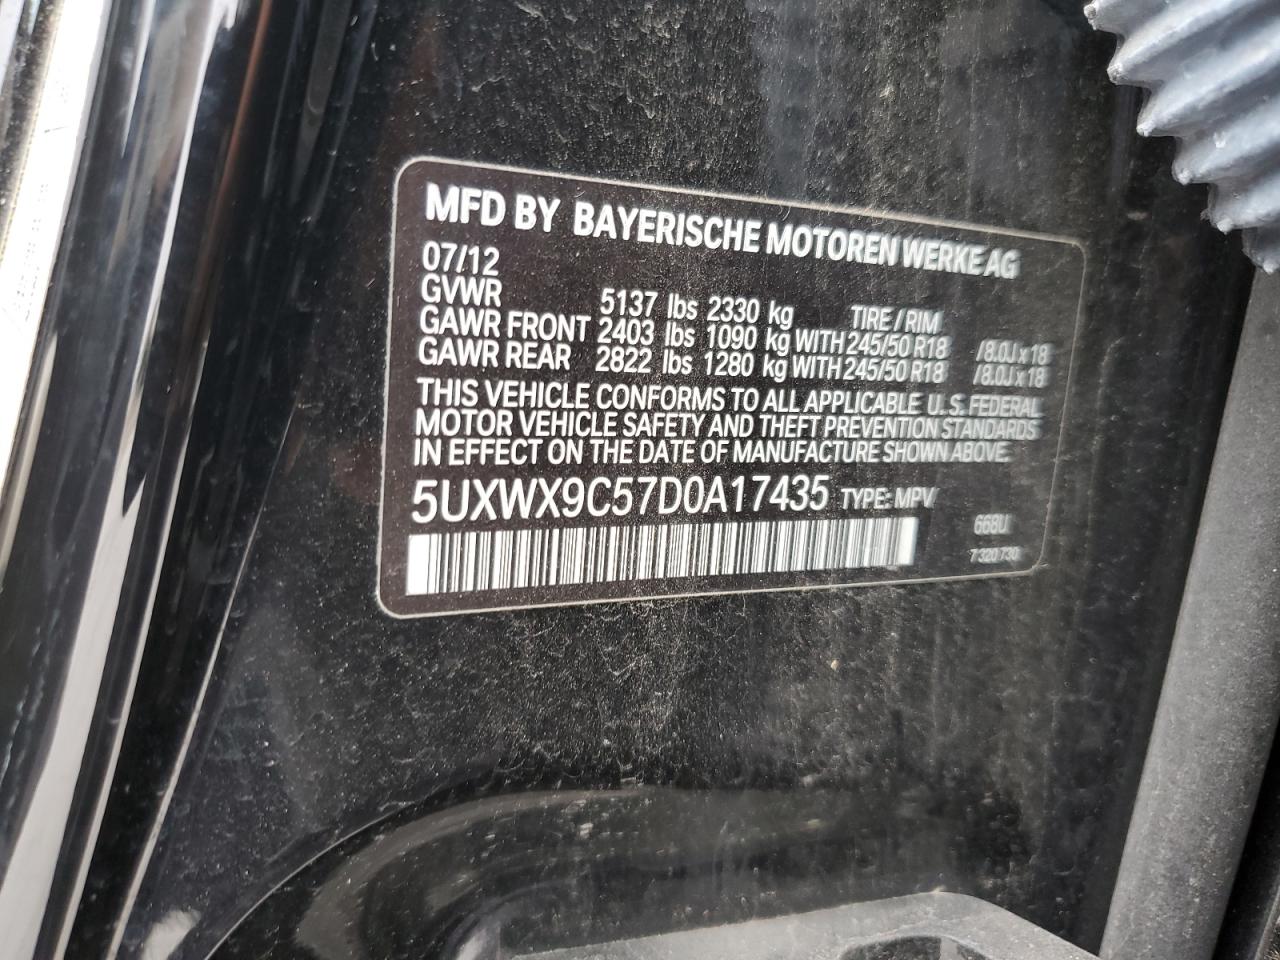 MFD BY BAYERISCHE MOTOREN WERKE AG
07/12
GVWR 5137 lbs 2330 kg TIRE / RIM
GAWR FRONT 2403 lbs 1090 kg WITH 245/50 R18 /8.0J x 18
GAWR REAR 2822 lbs 1280 kg WITH 245/50 R18 /8.0J x 18
THIS VEHICLE CONFORMS TO ALL APPLICABLE U.S. FEDERAL
MOTOR VEHICLE SAFETY AND THEFT PREVENTION STANDARDS
IN EFFECT ON THE DATE OF MANUFACTURE SHOWN ABOVE.
5UXWX9C57D0A17435 TYPE: MPV
668U
7 320 730